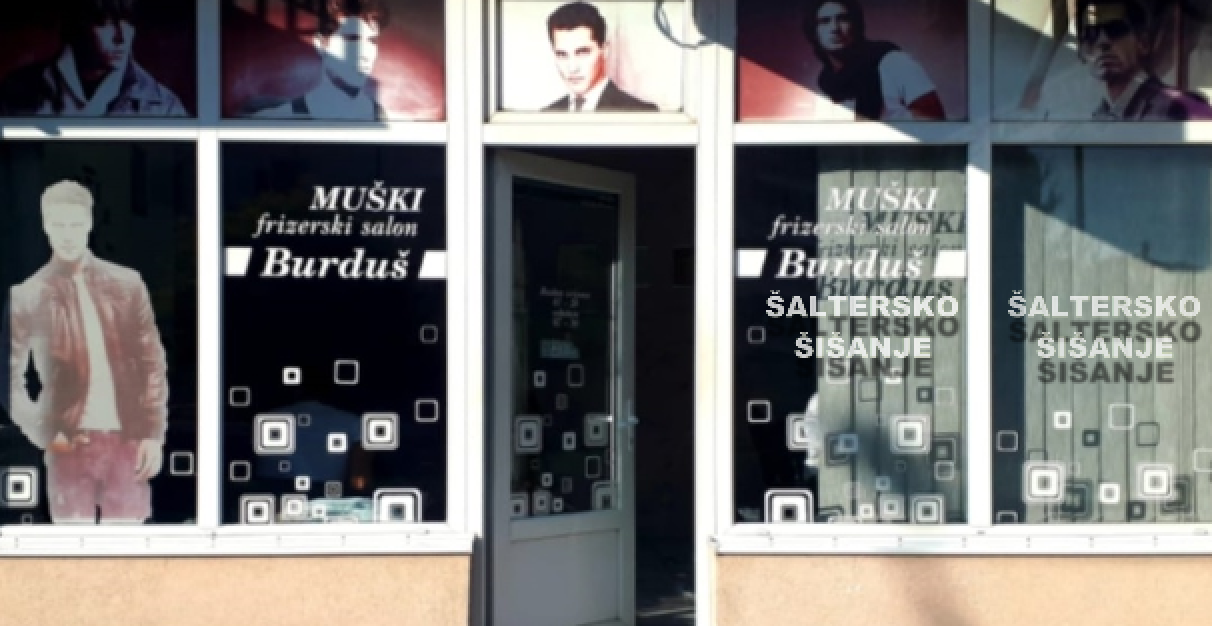 MUŠKI
frizerski salon
Burduš
MUŠKI
frizerski salon
Burduš
ŠALTERSKO
ŠIŠANJE
ŠALTERSKO
ŠIŠANJE